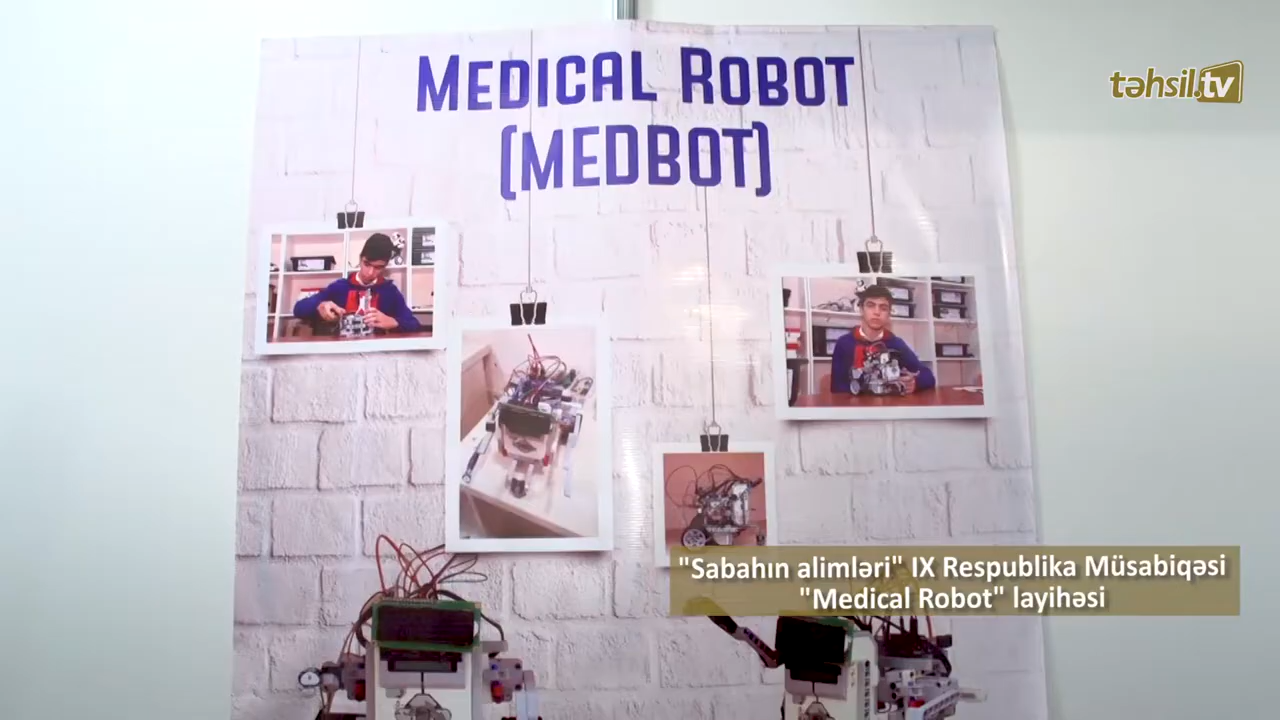 MEDICAL ROBOT
(MEDBOT)
təhsil.tv
"Sabahın alimləri" IX Respublika Müsabiqəsi
"Medical Robot" layihəsi